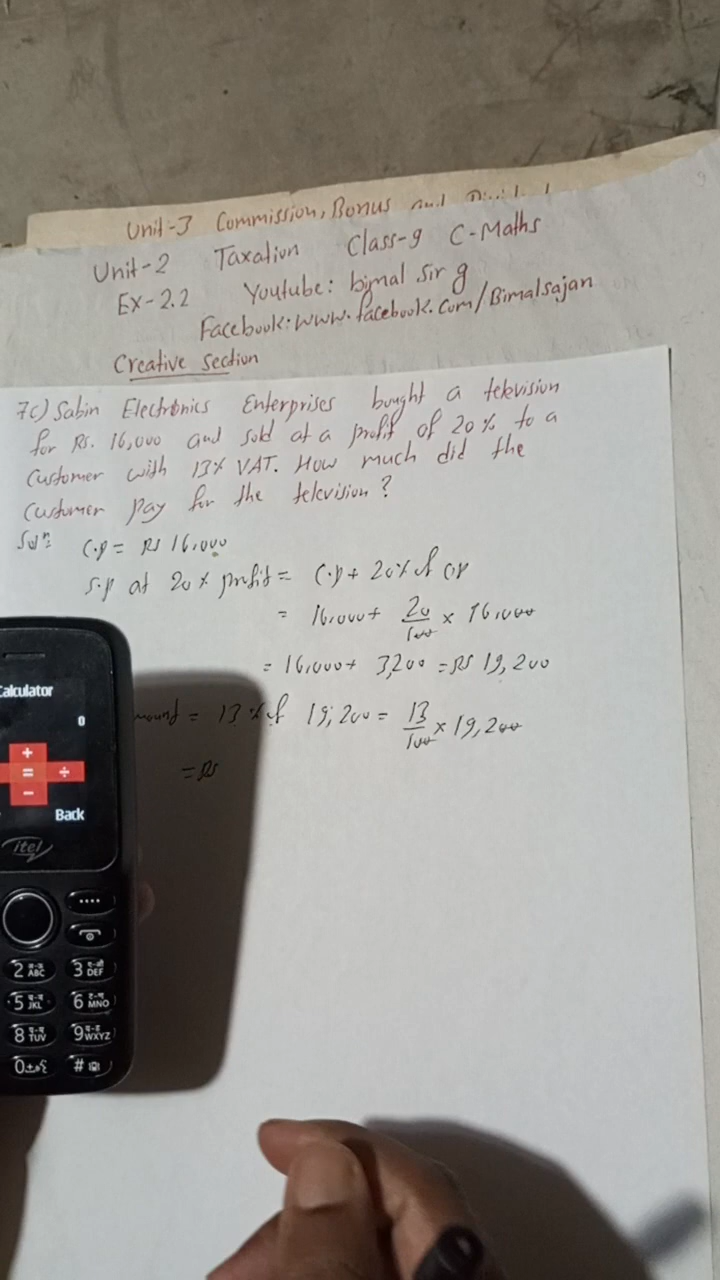 Unit-3 Commission, Bonus and
Unit-2 Taxation Class-9 C-Maths
Ex-2.2 Youtube: bimal sir g
Facebook: www.facebook.com/Bimalsajan
Creative Section
7c) Sabin Electronics Enterprises bought a television
for Rs. 16,000 and sold at a profit of 20% to a
customer with 13% VAT. How much did the
customer pay for the television?
Solⁿ: C.P = Rs 16,000
S.P at 20% profit = C.P + 20% of CP
= 16,000 + 20/100 × 16,000
= 16,000 + 3,200 = Rs 19,200
= 13% of 19,200 = 13/100 × 19,200
= Rs
Calculator
0
+
= ÷
-
Back
itel
2 ABC 3 DEF
5 JKL 6 MNO
8 TUV 9 WXYZ
0 #